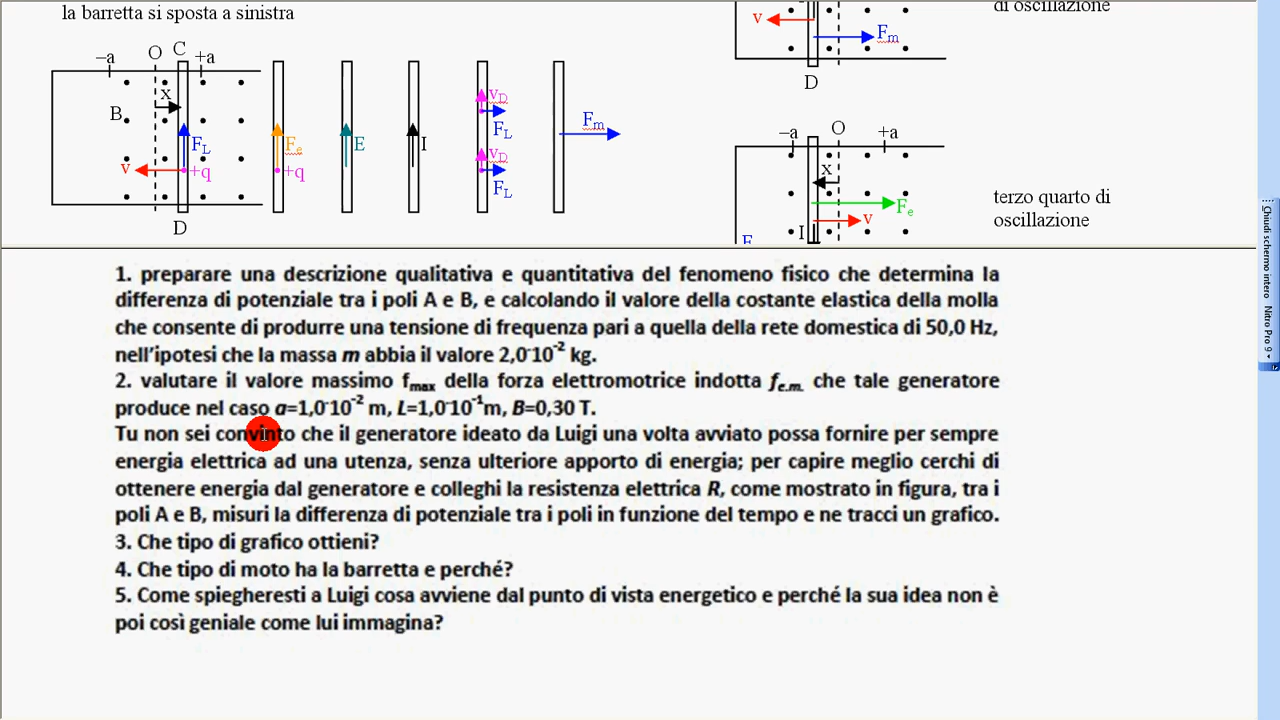 la barretta si sposta a sinistra
–a O C +a
x
B
F_L
v +q
D
F_e
+q
E
I
v_D
F_L
v_D
F_L
F_m
di oscillazione
v
F_m
D
–a O +a
x
F_e
v
I
terzo quarto di
oscillazione
1. preparare una descrizione qualitativa e quantitativa del fenomeno fisico che determina la
differenza di potenziale tra i poli A e B, e calcolando il valore della costante elastica della molla
che consente di produrre una tensione di frequenza pari a quella della rete domestica di 50,0 Hz,
nell'ipotesi che la massa m abbia il valore 2,0·10⁻² kg.
2. valutare il valore massimo f_max della forza elettromotrice indotta f_e.m. che tale generatore
produce nel caso a=1,0·10⁻² m, L=1,0·10⁻¹m, B=0,30 T.
Tu non sei convinto che il generatore ideato da Luigi una volta avviato possa fornire per sempre
energia elettrica ad una utenza, senza ulteriore apporto di energia; per capire meglio cerchi di
ottenere energia dal generatore e colleghi la resistenza elettrica R, come mostrato in figura, tra i
poli A e B, misuri la differenza di potenziale tra i poli in funzione del tempo e ne tracci un grafico.
3. Che tipo di grafico ottieni?
4. Che tipo di moto ha la barretta e perché?
5. Come spiegheresti a Luigi cosa avviene dal punto di vista energetico e perché la sua idea non è
poi così geniale come lui immagina?
Chiudi schermo intero Nitro Pro 9